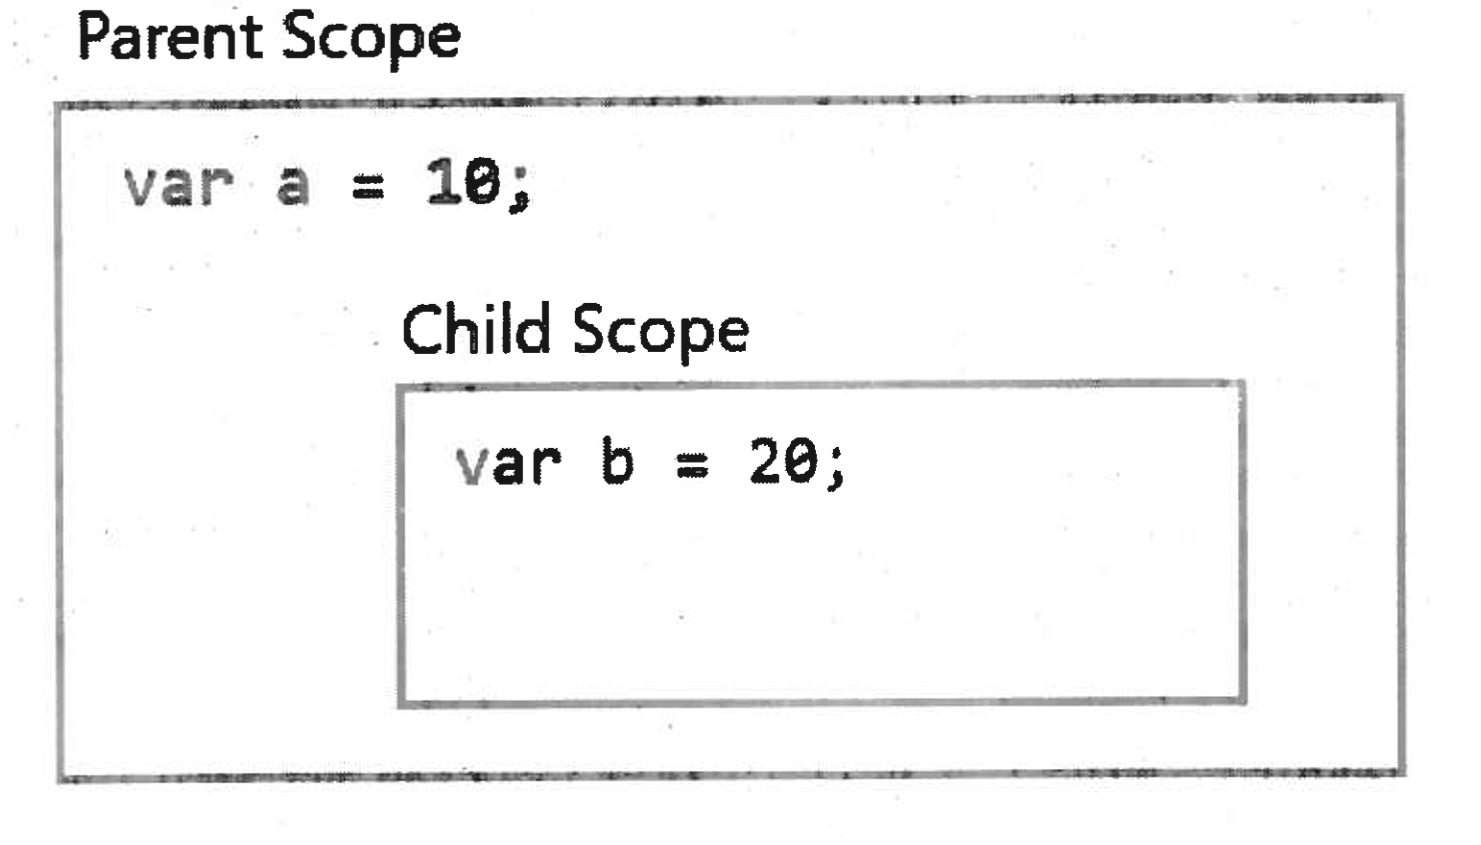 Parent Scope
var a = 10;
Child Scope
var b = 20;